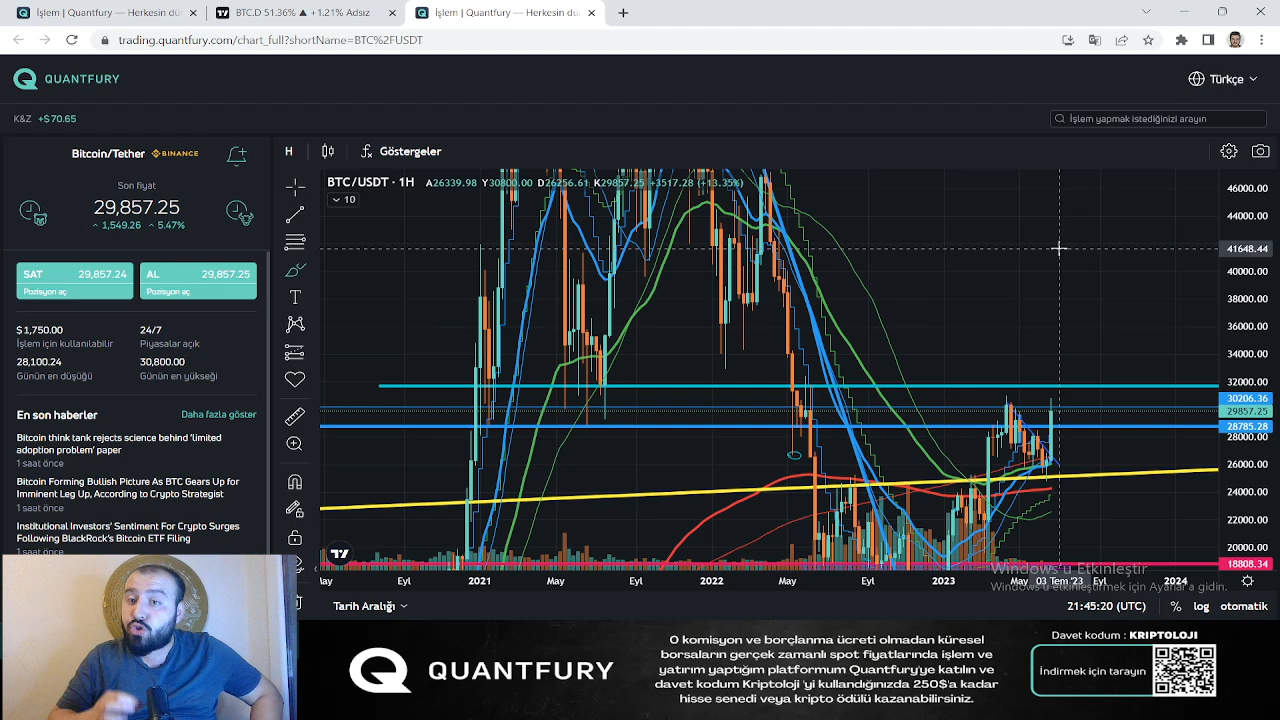 İşlem | Quantfury — Herkesin dü
BTC.D 51.36% ▲ +1.21% Adsız
İşlem | Quantfury — Herkesin dü
trading.quantfury.com/chart_full?shortName=BTC%2FUSDT
QUANTFURY
Türkçe
K&Z +$70.65
İşlem yapmak istediğinizi arayın
Bitcoin/Tether BINANCE
Son fiyat
29,857.25
1,549.26 5.47%
SAT 29,857.24
Pozisyon aç
AL 29,857.25
Pozisyon aç
$1,750.00
İşlem için kullanılabilir
24/7
Piyasalar açık
28,100.24
Günün en düşüğü
30,800.00
Günün en yükseği
En son haberler
Daha fazla göster
Bitcoin think tank rejects science behind 'limited
adoption problem' paper
1 saat önce
Bitcoin Forming Bullish Picture As BTC Gears Up for
Imminent Leg Up, According to Crypto Strategist
1 saat önce
Institutional Investors' Sentiment For Crypto Surges
Following BlackRock's Bitcoin ETF Filing
1 saat önce
H
Göstergeler
BTC/USDT · 1H A26339.98 Y30800.00 D26256.61 K29857.25 +3517.28 (+13.35%)
10
46000.00
44000.00
41648.44
40000.00
38000.00
36000.00
34000.00
32000.00
30206.36
29857.25
28785.28
28000.00
26000.00
24000.00
22000.00
20000.00
18808.34
Eyl 2021 May Eyl 2022 May Eyl 2023 May 03 Tem '23 Eyl 2024
Windows'u Etkinleştir
Windows'u etkinleştirmek için Ayarlar'a gidin.
Tarih Aralığı
21:45:20 (UTC) % log otomatik
QUANTFURY
0 komisyon ve borçlanma ücreti olmadan küresel
borsaların gerçek zamanlı spot fiyatlarında işlem ve
yatırım yaptığım platformum Quantfury'ye katılın ve
davet kodum Kriptoloji 'yi kullandığınızda 250$'a kadar
hisse senedi veya kripto ödülü kazanabilirsiniz.
Davet kodum : KRIPTOLOJI
İndirmek için tarayın